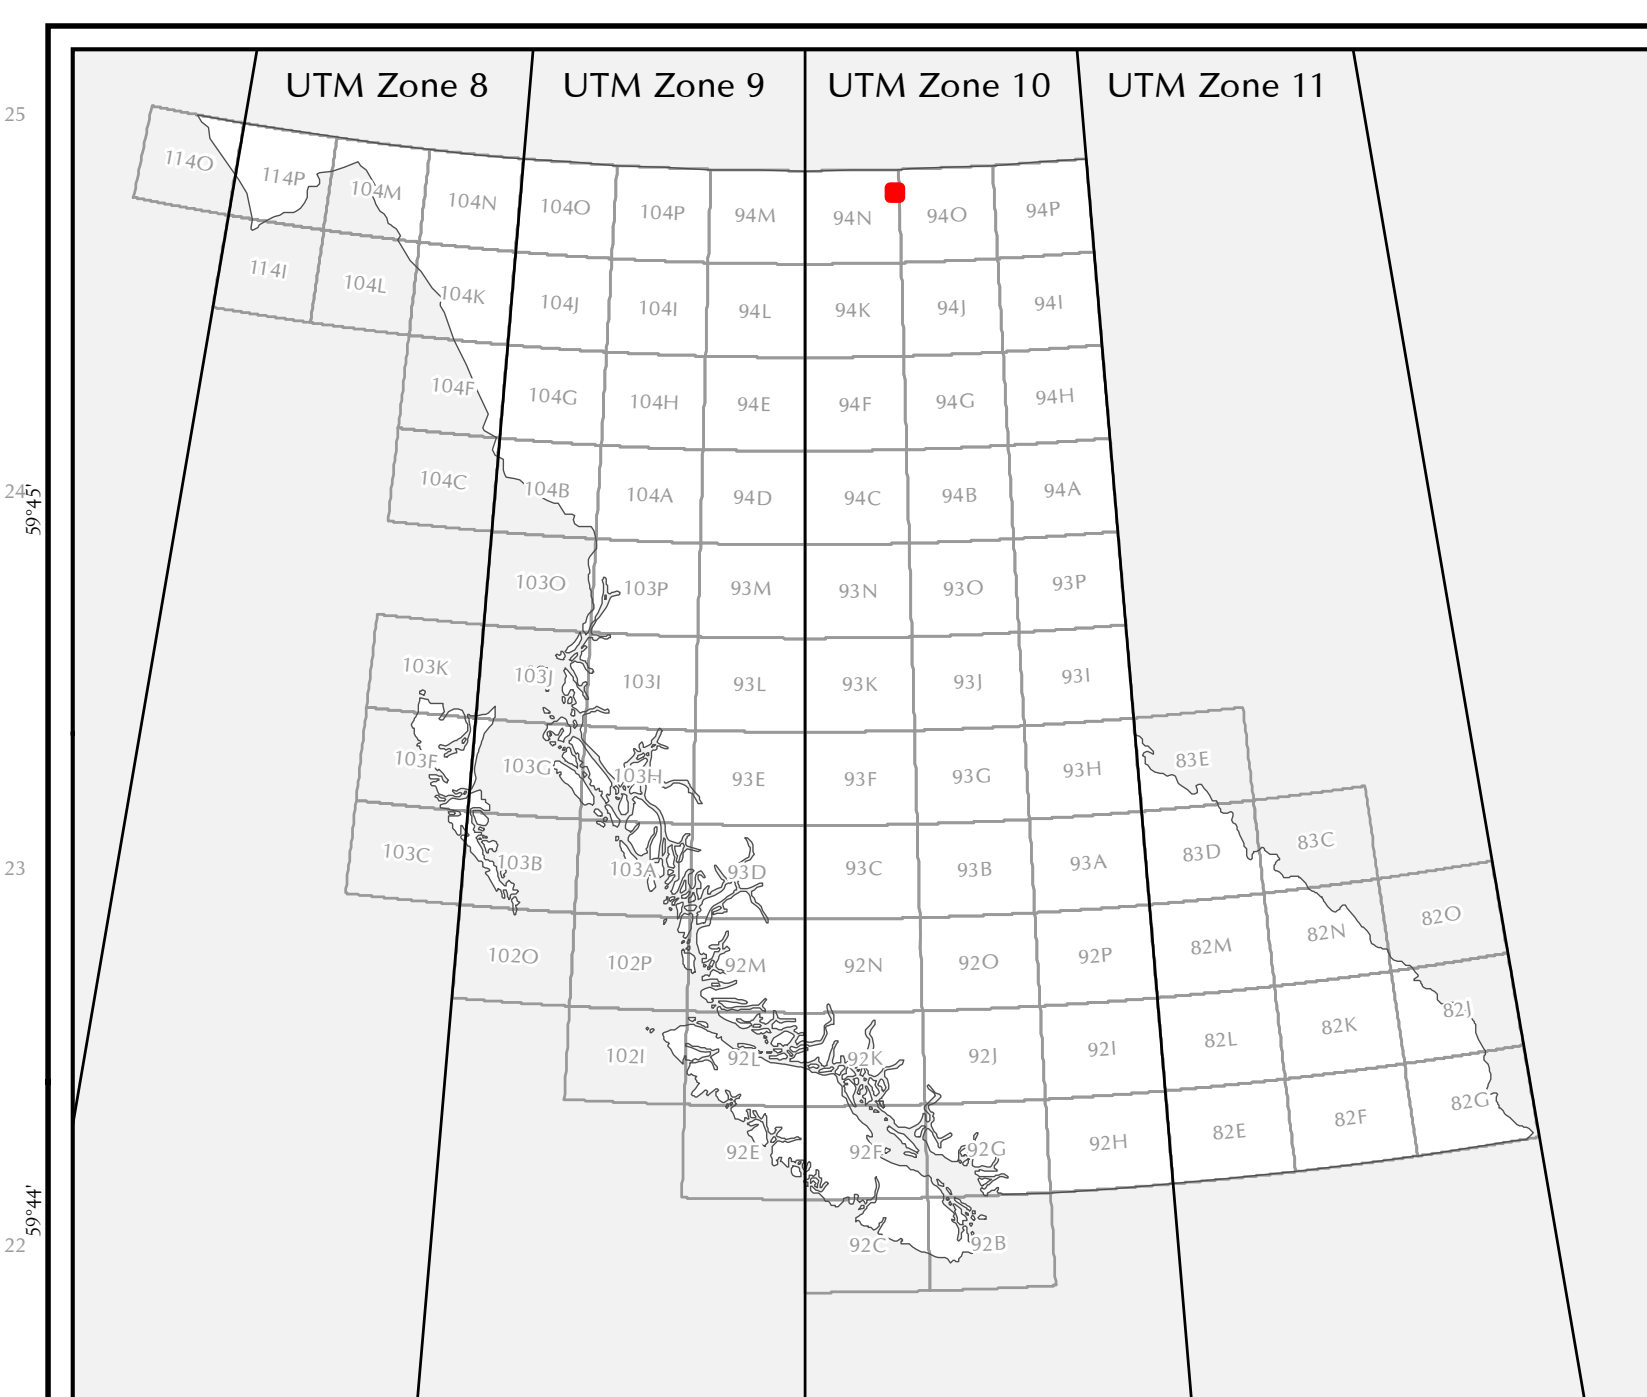 UTM Zone 8 UTM Zone 9 UTM Zone 10 UTM Zone 11
25
114O 114P 104M 104N 104O 104P 94M 94N 94O 94P
114I 104L 104K 104J 104I 94L 94K 94J 94I
104F 104G 104H 94E 94F 94G 94H
24
59°45'
104C 104B 104A 94D 94C 94B 94A
103O 103P 93M 93N 93O 93P
103K 103J 103I 93L 93K 93J 93I
103F 103G 103H 93E 93F 93G 93H 83E
23
103C 103B 103A 93D 93C 93B 93A 83D 83C
102O 102P 92M 92N 92O 92P 82M 82N 82O
102I 92L 92K 92J 92I 82L 82K 82J
92E 92F 92G 92H 82E 82F 82G
59°44'
22
92C 92B